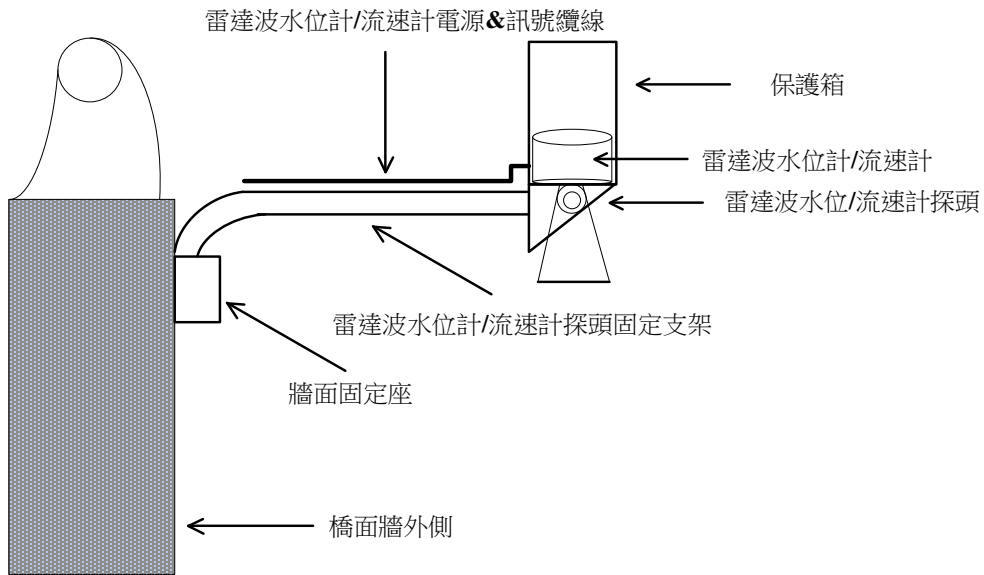 雷達波水位計/流速計電源&訊號纜線
保護箱
雷達波水位計/流速計
雷達波水位/流速計探頭
雷達波水位計/流速計探頭固定支架
牆面固定座
橋面牆外側